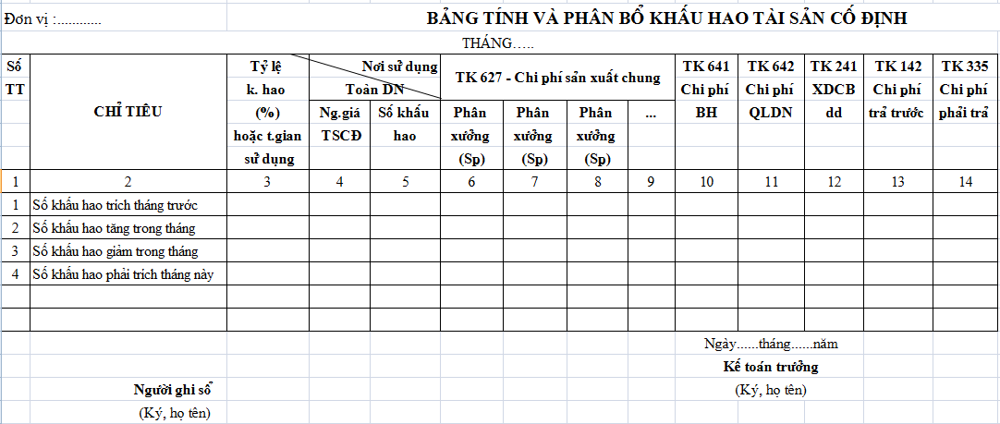 Đơn vị :............
BẢNG TÍNH VÀ PHÂN BỔ KHẤU HAO TÀI SẢN CỐ ĐỊNH
THÁNG…..
Số TT
CHỈ TIÊU
Tỷ lệ k. hao (%) hoặc t.gian sử dụng
Nơi sử dụng
Toàn DN
Ng.giá TSCĐ
Số khấu hao
TK 627 - Chi phí sản xuất chung
Phân xưởng (Sp)
Phân xưởng (Sp)
Phân xưởng (Sp)
...
TK 641 Chi phí BH
TK 642 Chi phí QLDN
TK 241 XDCB dd
TK 142 Chi phí trả trước
TK 335 Chi phí phải trả
1 2 3 4 5 6 7 8 9 10 11 12 13 14
1 Số khấu hao trích tháng trước
2 Số khấu hao tăng trong tháng
3 Số khấu hao giảm trong tháng
4 Số khấu hao phải trích tháng này
Ngày......tháng......năm
Kế toán trưởng
Người ghi sổ
(Ký, họ tên)
(Ký, họ tên)